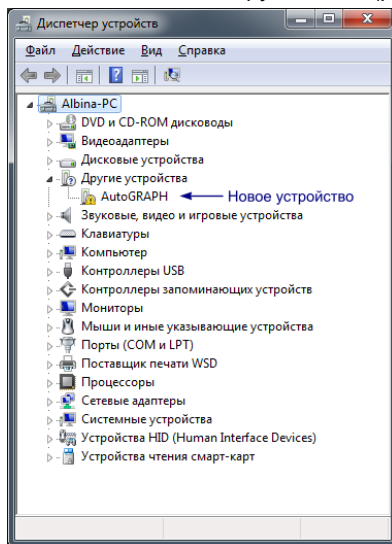 Диспетчер устройств
Файл Действие Вид Справка
Albina-PC
DVD и CD-ROM дисководы
Видеоадаптеры
Дисковые устройства
Другие устройства
AutoGRAPH Новое устройство
Звуковые, видео и игровые устройства
Клавиатуры
Компьютер
Контроллеры USB
Контроллеры запоминающих устройств
Мониторы
Мыши и иные указывающие устройства
Порты (COM и LPT)
Поставщик печати WSD
Процессоры
Сетевые адаптеры
Системные устройства
Устройства HID (Human Interface Devices)
Устройства чтения смарт-карт